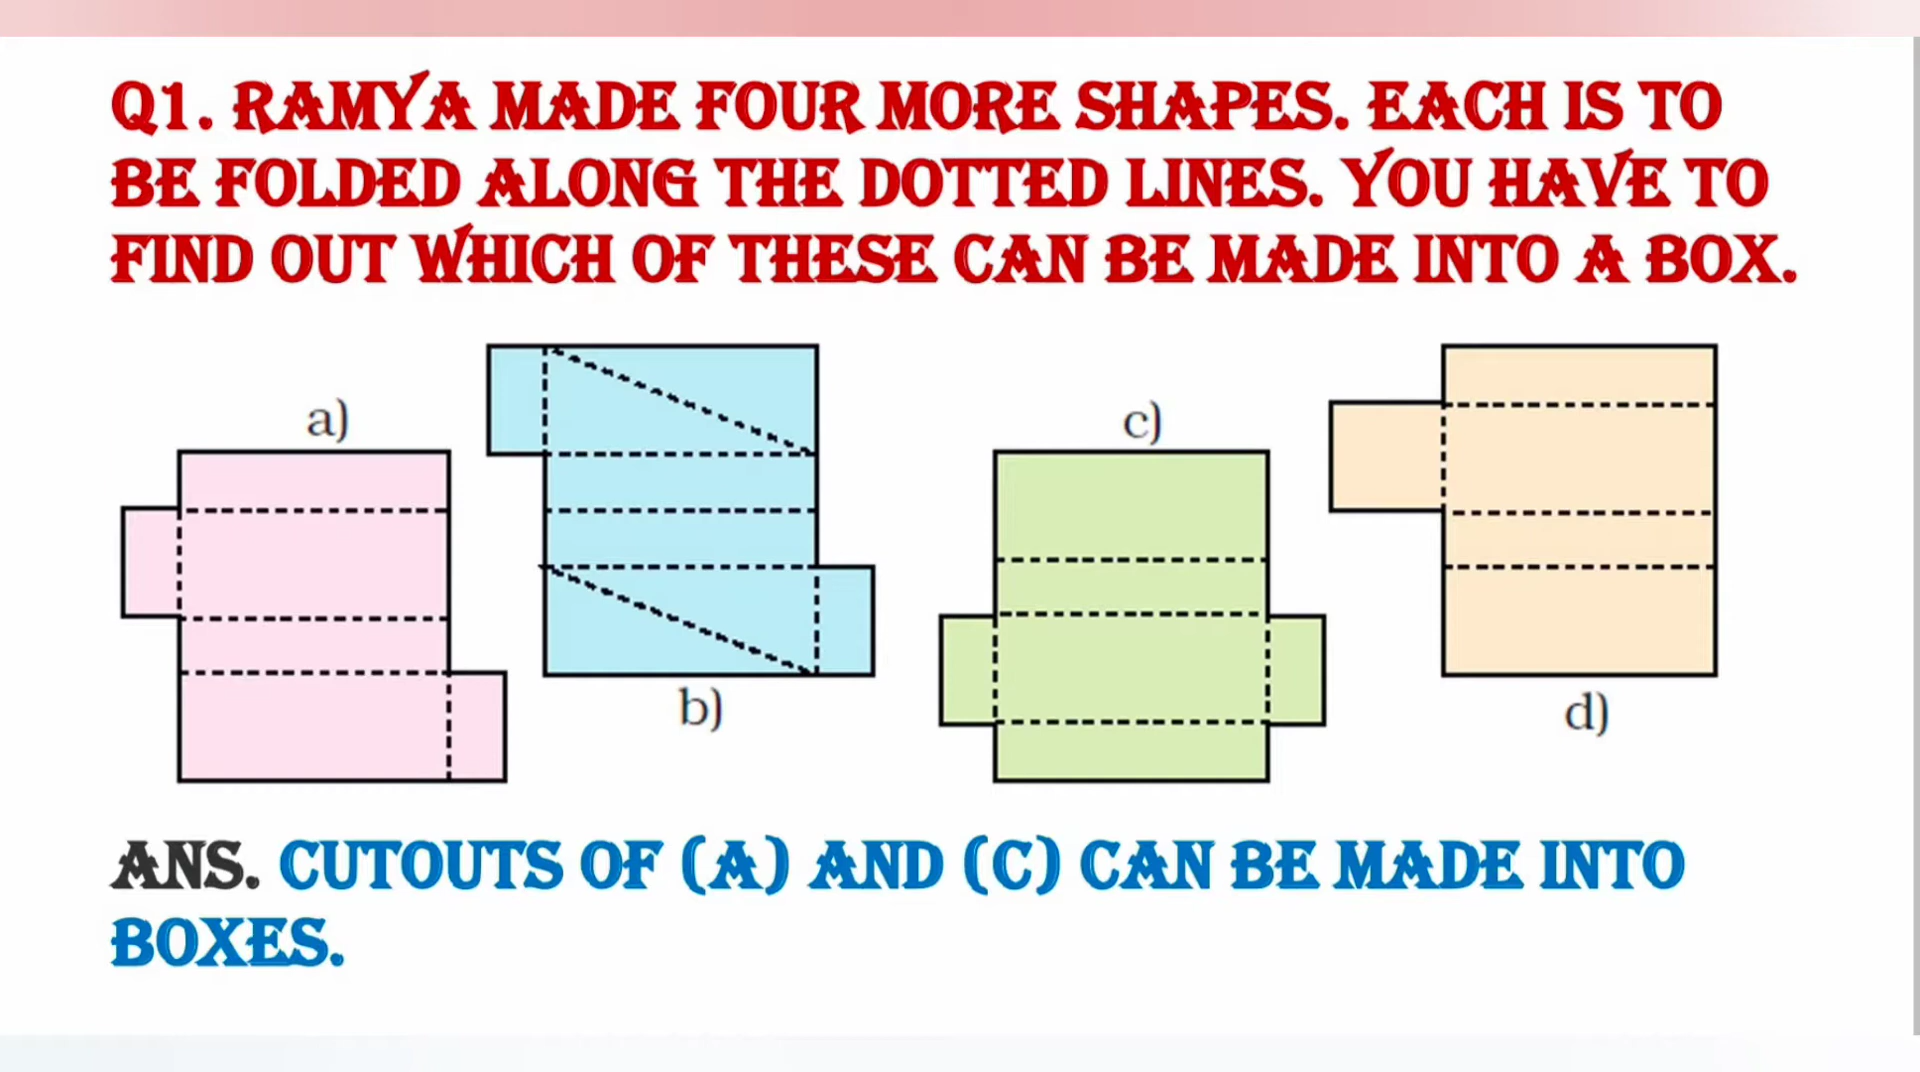 Q1. RAMYA MADE FOUR MORE SHAPES. EACH IS TO
BE FOLDED ALONG THE DOTTED LINES. YOU HAVE TO
FIND OUT WHICH OF THESE CAN BE MADE INTO A BOX.
a)
b)
c)
d)
ANS. CUTOUTS OF (A) AND (C) CAN BE MADE INTO
BOXES.